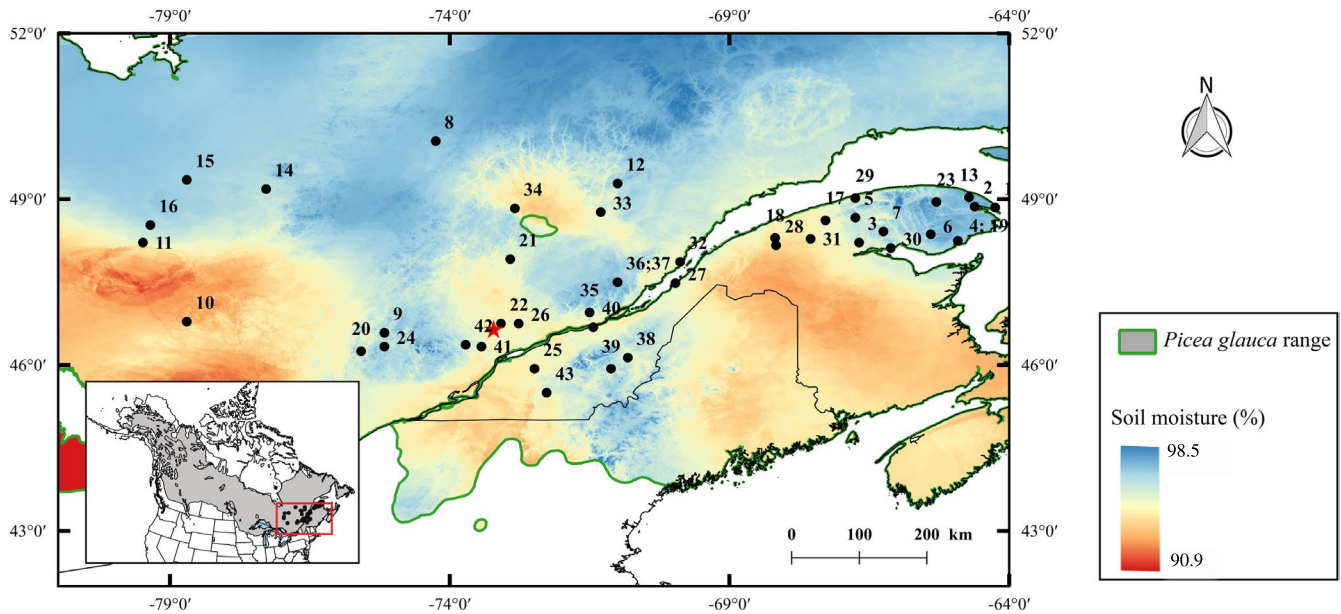 -79°0′ -74°0′ -69°0′ -64°0′
52°0′ 52°0′
N
8
15 14 12
29 23 13 2 1
49°0′ 34 33 17 5 49°0′
16 18 3 7 6 4; 19
11 21 32 28 31 30
36;37 27
10 35
9 22 26 40
20 24 42 38
41 25 39
46°0′ 43 46°0′
Picea glauca range
Soil moisture (%)
98.5
90.9
43°0′ 0 100 200 km 43°0′
-79°0′ -74°0′ -69°0′ -64°0′